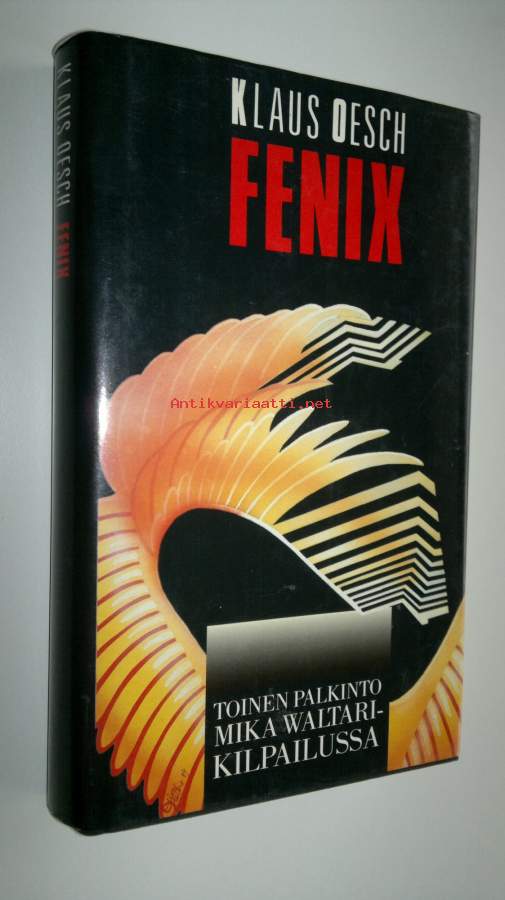 KLAUS OESCH FENIX
KLAUS OESCH
FENIX
Antikvariaatti.net
TOINEN PALKINTO
MIKA WALTARI-
KILPAILUSSA